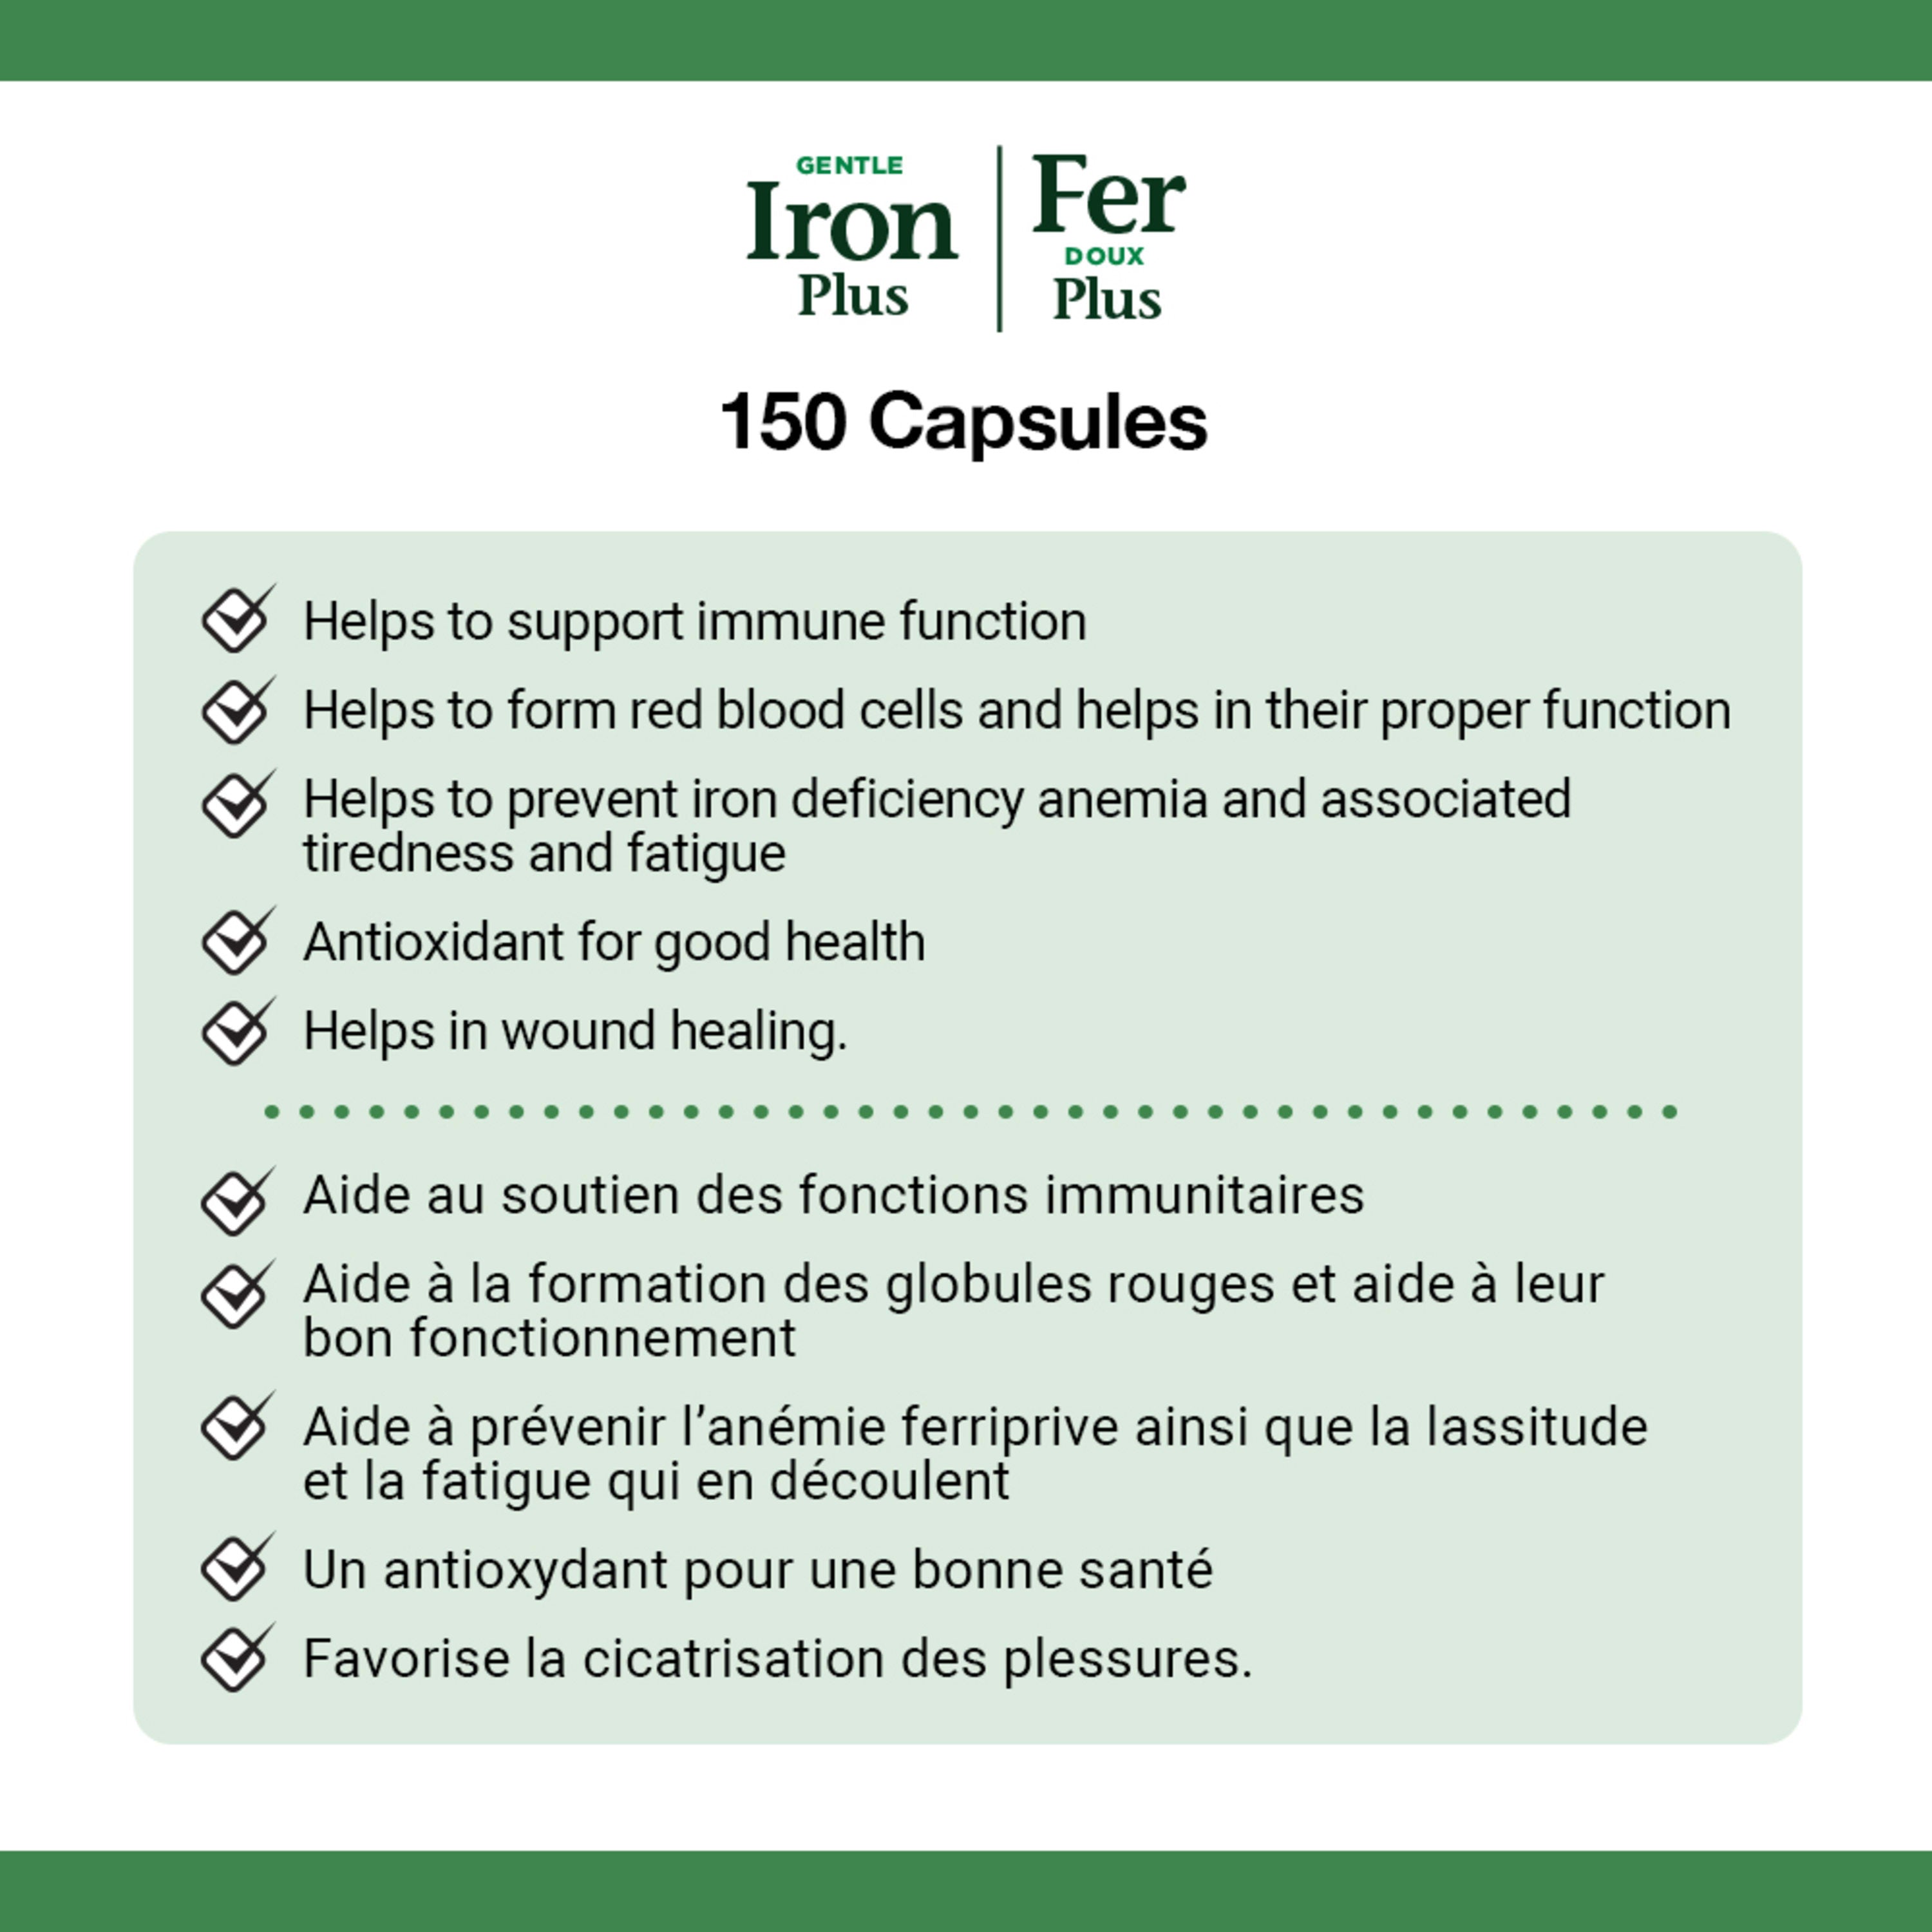 GENTLE
Iron
Plus
Fer
DOUX
Plus
150 Capsules
Helps to support immune function
Helps to form red blood cells and helps in their proper function
Helps to prevent iron deficiency anemia and associated
tiredness and fatigue
Antioxidant for good health
Helps in wound healing.
Aide au soutien des fonctions immunitaires
Aide à la formation des globules rouges et aide à leur
bon fonctionnement
Aide à prévenir l’anémie ferriprive ainsi que la lassitude
et la fatigue qui en découlent
Un antioxydant pour une bonne santé
Favorise la cicatrisation des plessures.